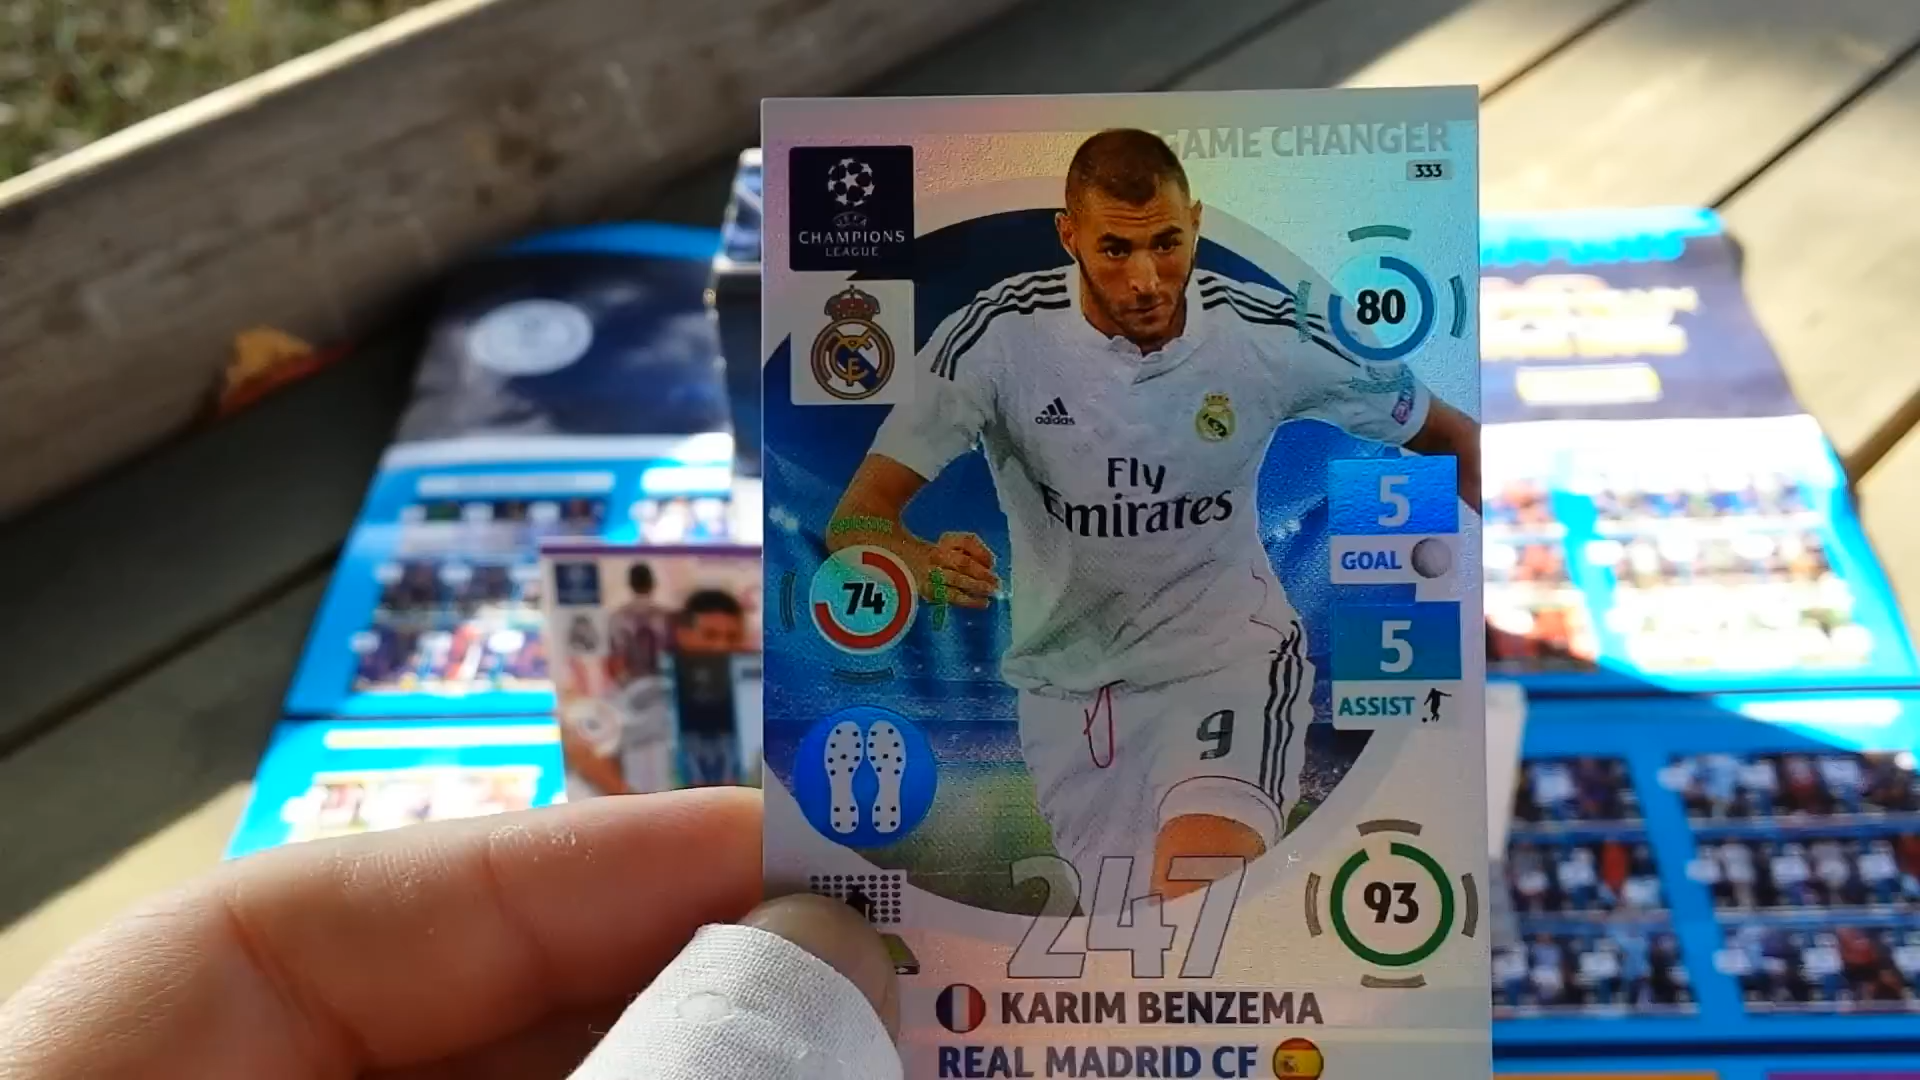 GAME CHANGER
333
UEFA
CHAMPIONS
LEAGUE
80
adidas
Fly
Emirates
5
GOAL
74
5
ASSIST
9
247
93
KARIM BENZEMA
REAL MADRID CF